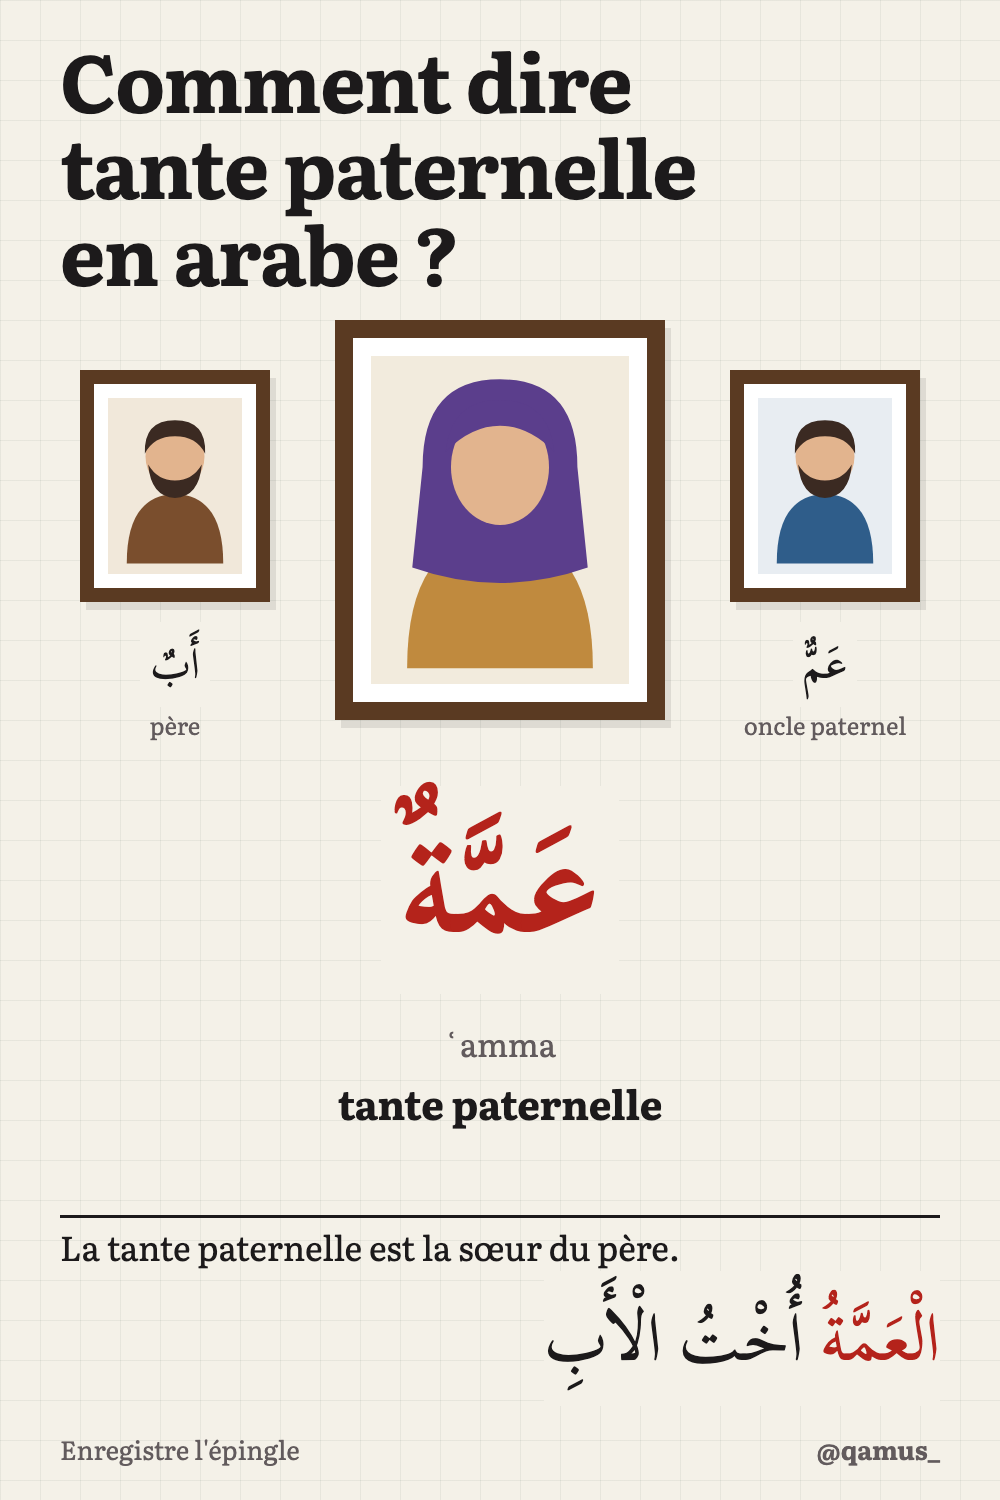 Comment dire
tante paternelle
en arabe ?
أَبٌ
père
عَمٌّ
oncle paternel
عَمَّةٌ
ʿamma
tante paternelle
La tante paternelle est la sœur du père.
الْعَمَّةُ أُخْتُ الْأَبِ
Enregistre l'épingle
@qamus_